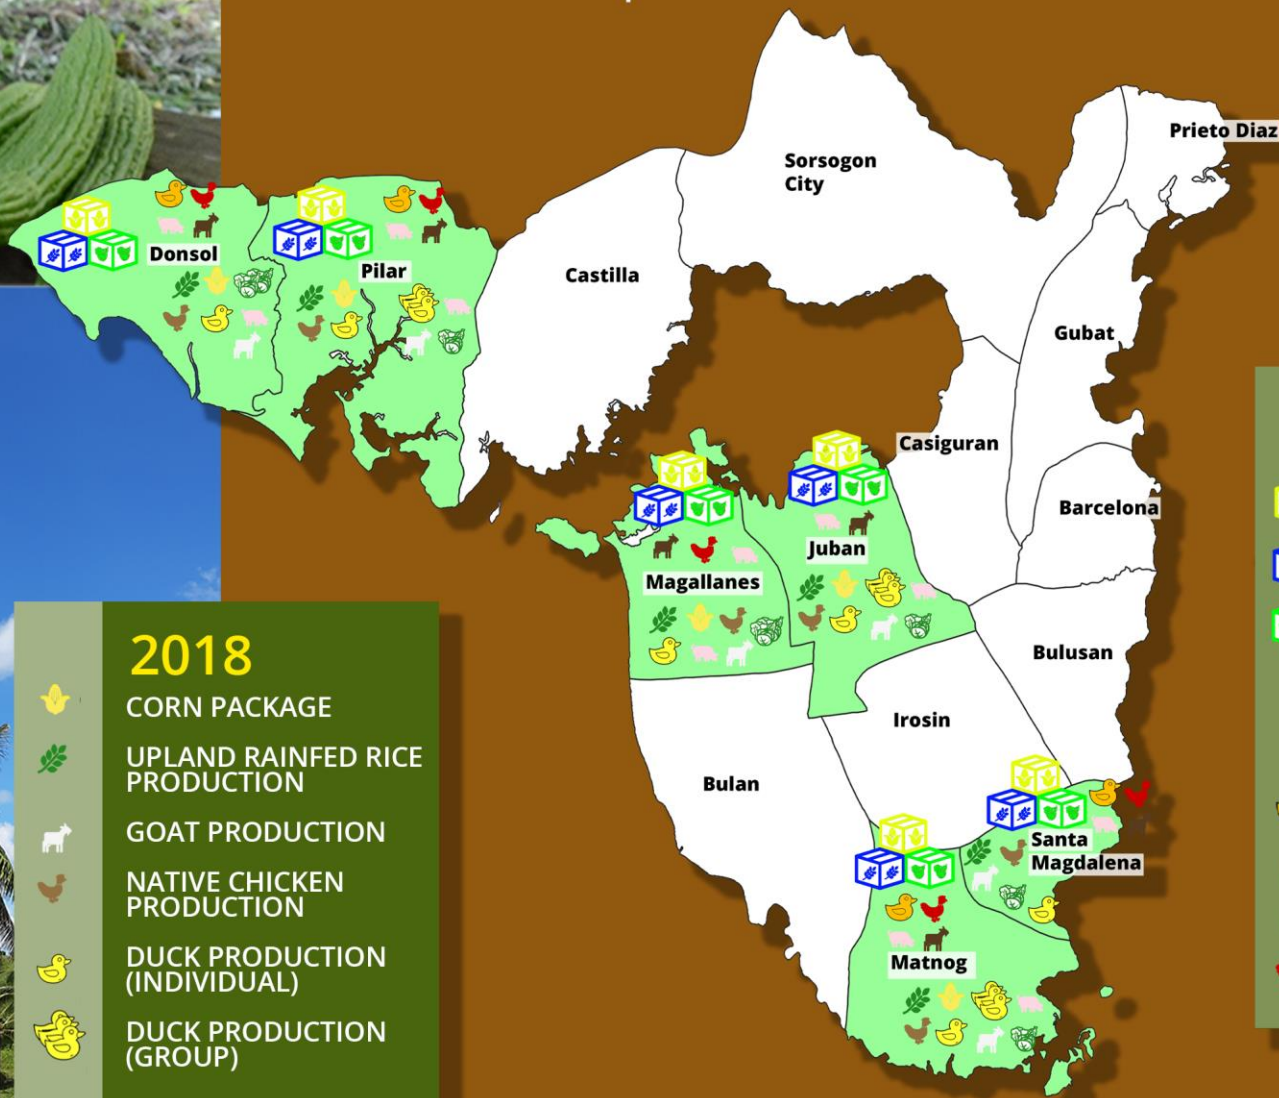 Prieto Diaz
Sorsogon
City
Donsol
Pilar
Castilla
Gubat
Casiguran
Barcelona
Juban
Magallanes
Bulusan
Irosin
Bulan
Santa
Magdalena
Matnog
2018
CORN PACKAGE
UPLAND RAINFED RICE
PRODUCTION
GOAT PRODUCTION
NATIVE CHICKEN
PRODUCTION
DUCK PRODUCTION
(INDIVIDUAL)
DUCK PRODUCTION
(GROUP)